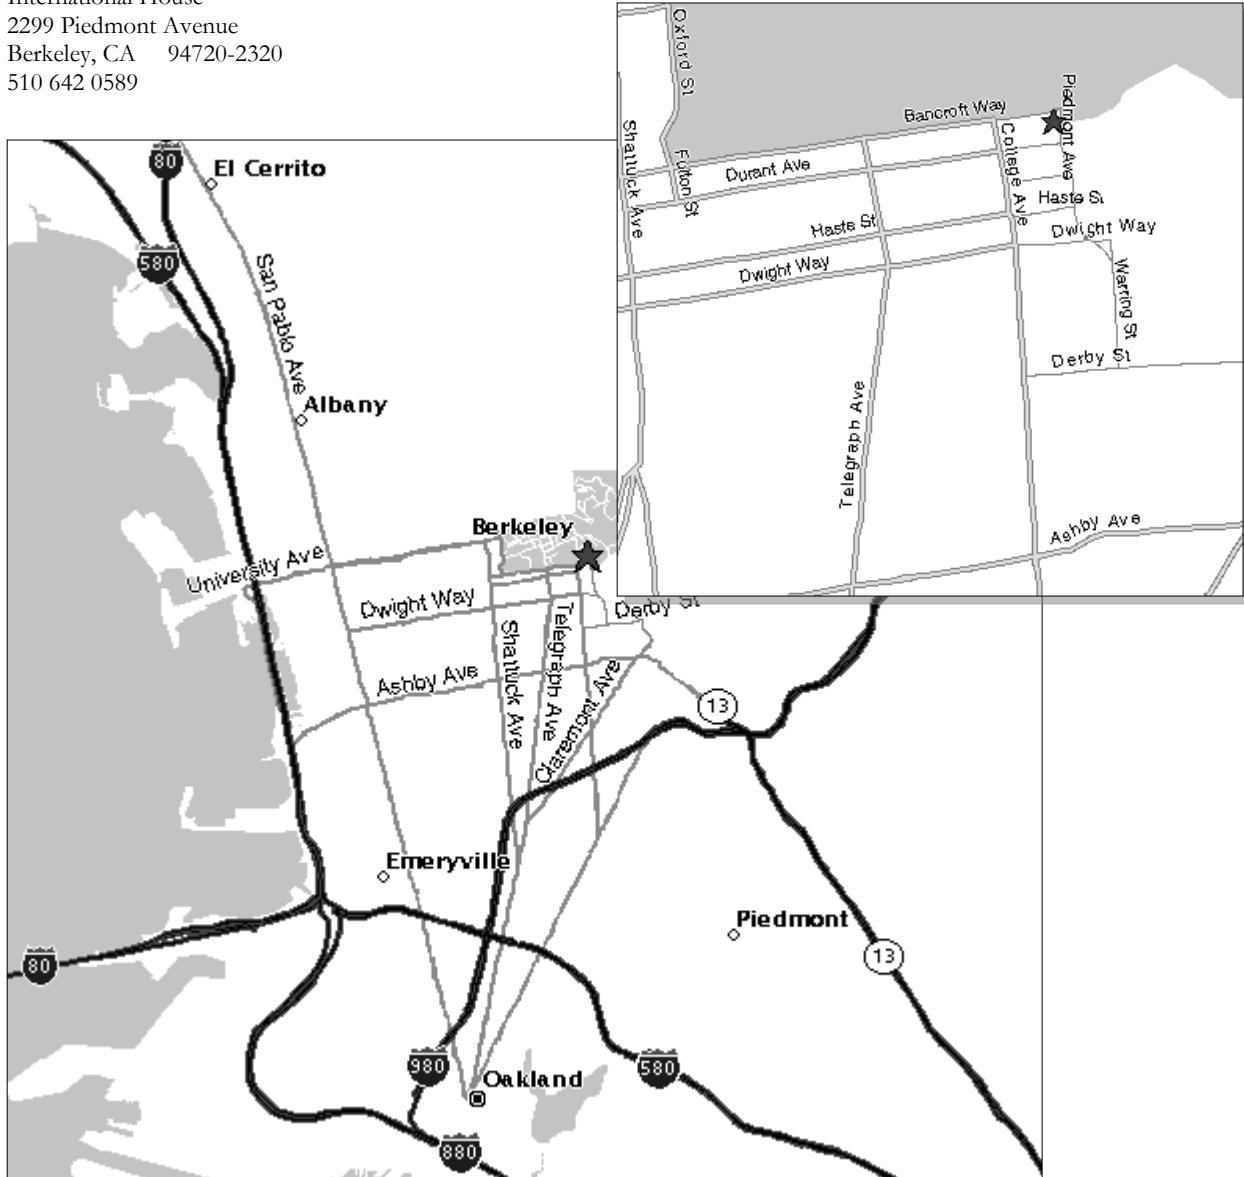 International House
2299 Piedmont Avenue
Berkeley, CA 94720-2320
510 642 0589
Oxford St
Piedmont Ave
Bancroft Way
Shattuck Ave
Fulton St
Durant Ave
College Ave
Haste St
Haste St
Dwight Way
Dwight Way
Warring St
Derby St
Telegraph Ave
Ashby Ave
80
El Cerrito
580
San Pablo Ave
Albany
Berkeley
University Ave
Dwight Way
Derby St
Shattuck Ave
Telegraph Ave
Ashby Ave
Claremont Ave
13
Emeryville
Piedmont
13
80
980
580
Oakland
880